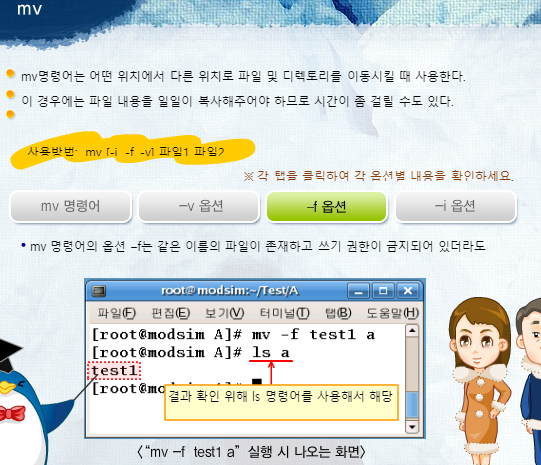 mv
mv명령어는 어떤 위치에서 다른 위치로 파일 및 디렉토리를 이동시킬 때 사용한다.
이 경우에는 파일 내용을 일일이 복사해주어야 하므로 시간이 좀 걸릴 수도 있다.
사용방법: mv [-i -f -v] 파일1 파일2
※ 각 탭을 클릭하여 각 옵션별 내용을 확인하세요.
mv 명령어 –v 옵션 –f 옵션 –i 옵션
• mv 명령어의 옵션 –f는 같은 이름의 파일이 존재하고 쓰기 권한이 금지되어 있더라도
root@modsim:~/Test/A
파일(F) 편집(E) 보기(V) 터미널(T) 탭(B) 도움말(H)
[root@modsim A]# mv -f test1 a
[root@modsim A]# ls a
test1
[root@modsim A]#
결과 확인 위해 ls 명령어를 사용해서 해당
〈“mv –f test1 a” 실행 시 나오는 화면〉